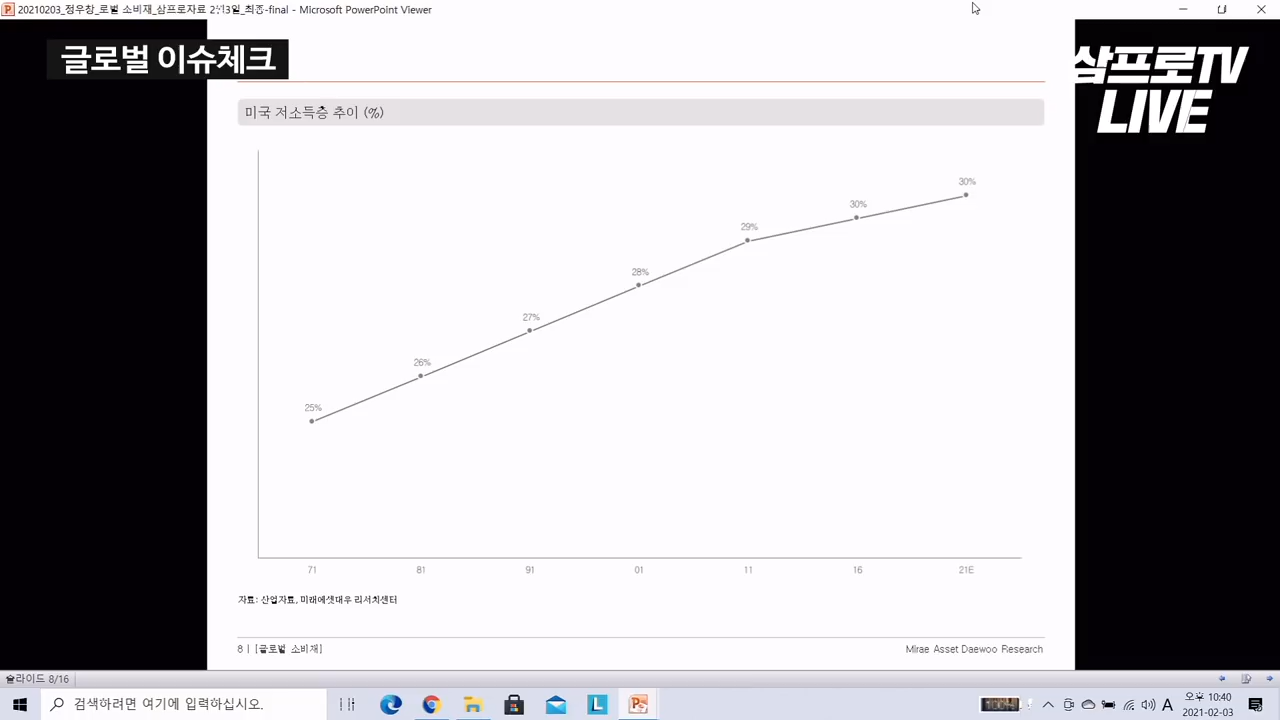 20210203_정우창_로벌 소비재_삼프로자료 2월3일_최종-final - Microsoft PowerPoint Viewer
글로벌 이슈체크
삼프로TV
LIVE
미국 저소득층 추이 (%)
25%
26%
27%
28%
29%
30%
30%
71
81
91
01
11
16
21E
자료: 산업자료, 미래에셋대우 리서치센터
8 | [글로벌 소비재]
Mirae Asset Daewoo Research
슬라이드 8/16
검색하려면 여기에 입력하십시오.
100%
A
오후 10:40
2021-02-03